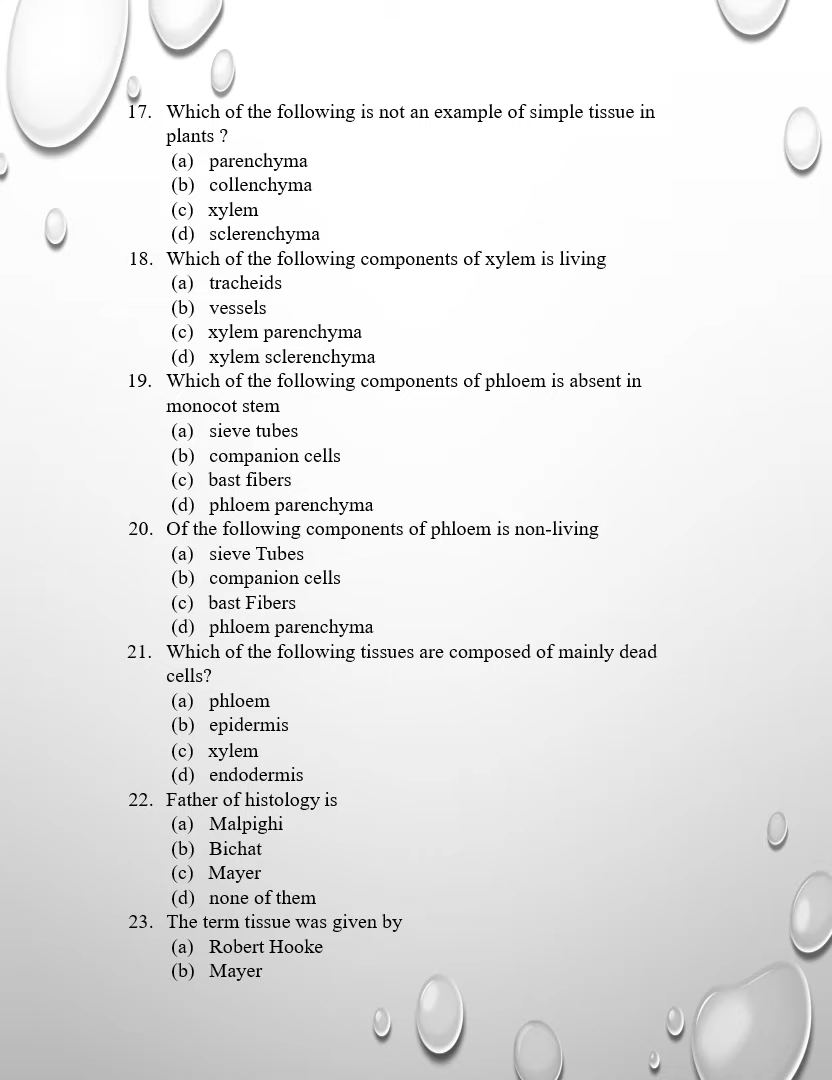 17. Which of the following is not an example of simple tissue in
plants ?
(a) parenchyma
(b) collenchyma
(c) xylem
(d) sclerenchyma
18. Which of the following components of xylem is living
(a) tracheids
(b) vessels
(c) xylem parenchyma
(d) xylem sclerenchyma
19. Which of the following components of phloem is absent in
monocot stem
(a) sieve tubes
(b) companion cells
(c) bast fibers
(d) phloem parenchyma
20. Of the following components of phloem is non-living
(a) sieve Tubes
(b) companion cells
(c) bast Fibers
(d) phloem parenchyma
21. Which of the following tissues are composed of mainly dead
cells?
(a) phloem
(b) epidermis
(c) xylem
(d) endodermis
22. Father of histology is
(a) Malpighi
(b) Bichat
(c) Mayer
(d) none of them
23. The term tissue was given by
(a) Robert Hooke
(b) Mayer